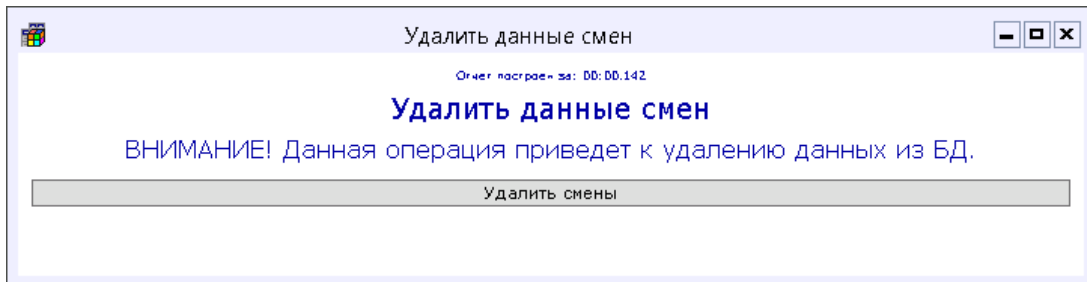 Удалить данные смен
Отчет построен за: 00:00.142
Удалить данные смен
ВНИМАНИЕ! Данная операция приведет к удалению данных из БД.
Удалить смены